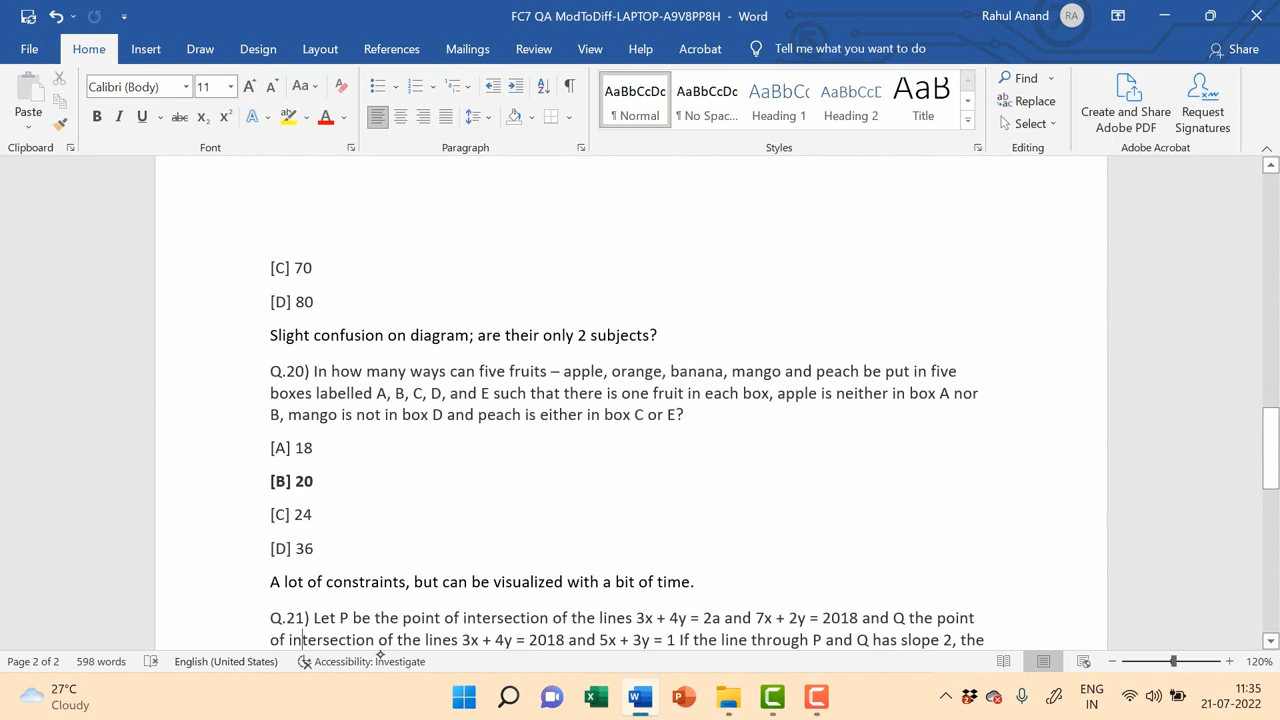 FC7 QA ModToDiff-LAPTOP-A9V8PP8H - Word
Rahul Anand RA
File Home Insert Draw Design Layout References Mailings Review View Help Acrobat Tell me what you want to do Share
Paste
Calibri (Body) 11
Aa
AaBbCcDc AaBbCcDc AaBbCc AaBbCcD AaB
¶ Normal ¶ No Spac... Heading Heading 2 Title
Find
Replace
Select
Create and Share Adobe PDF
Request Signatures
Clipboard Font Paragraph Styles Editing Adobe Acrobat
[C] 70
[D] 80
Slight confusion on diagram; are their only 2 subjects?
Q.20) In how many ways can five fruits – apple, orange, banana, mango and peach be put in five
boxes labelled A, B, C, D, and E such that there is one fruit in each box, apple is neither in box A nor
B, mango is not in box D and peach is either in box C or E?
[A] 18
[B] 20
[C] 24
[D] 36
A lot of constraints, but can be visualized with a bit of time.
Q.21) Let P be the point of intersection of the lines 3x + 4y = 2a and 7x + 2y = 2018 and Q the point
of intersection of the lines 3x + 4y = 2018 and 5x + 3y = 1 If the line through P and Q has slope 2, the
Page 2 of 2 598 words English (United States) Accessibility: Investigate 120%
27°C
Cloudy
ENG
IN
11:35
21-07-2022